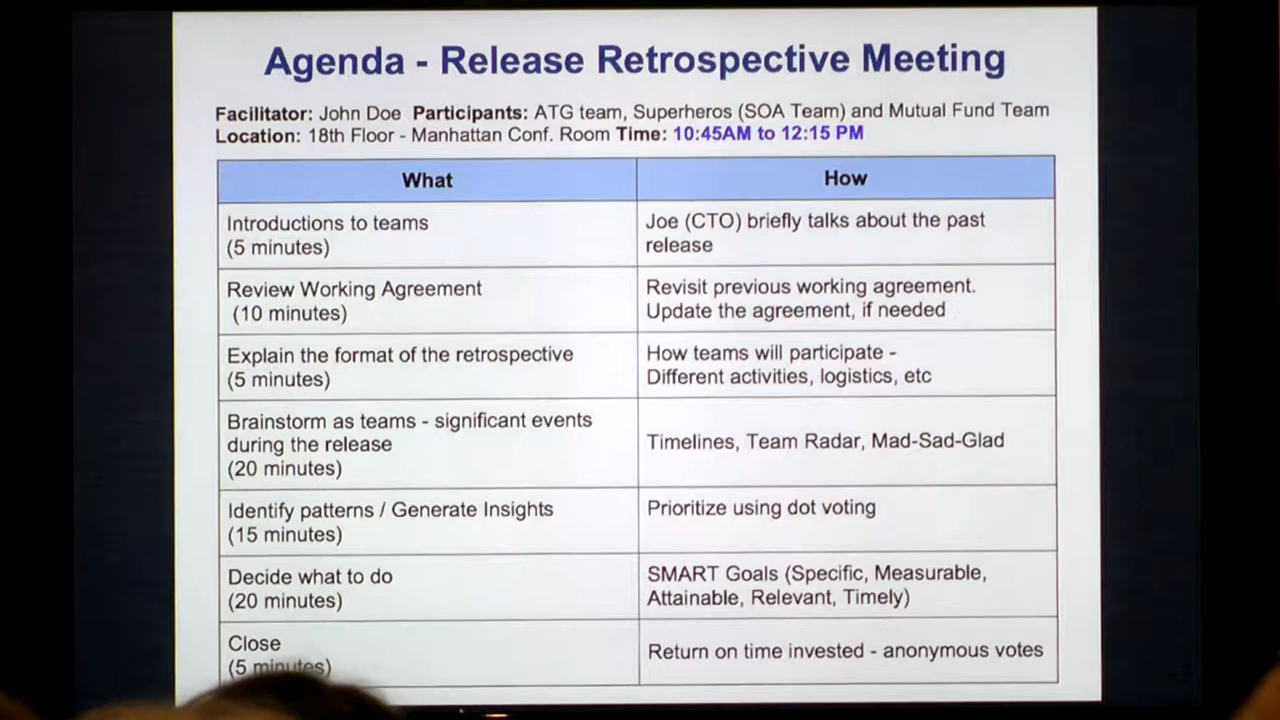 Agenda - Release Retrospective Meeting
Facilitator: John Doe Participants: ATG team, Superheros (SOA Team) and Mutual Fund Team
Location: 18th Floor - Manhattan Conf. Room Time: 10:45AM to 12:15 PM
What
How
Introductions to teams
(5 minutes)
Joe (CTO) briefly talks about the past
release
Review Working Agreement
(10 minutes)
Revisit previous working agreement.
Update the agreement, if needed
Explain the format of the retrospective
(5 minutes)
How teams will participate -
Different activities, logistics, etc
Brainstorm as teams - significant events
during the release
(20 minutes)
Timelines, Team Radar, Mad-Sad-Glad
Identify patterns / Generate Insights
(15 minutes)
Prioritize using dot voting
Decide what to do
(20 minutes)
SMART Goals (Specific, Measurable,
Attainable, Relevant, Timely)
Close
(5 minutes)
Return on time invested - anonymous votes